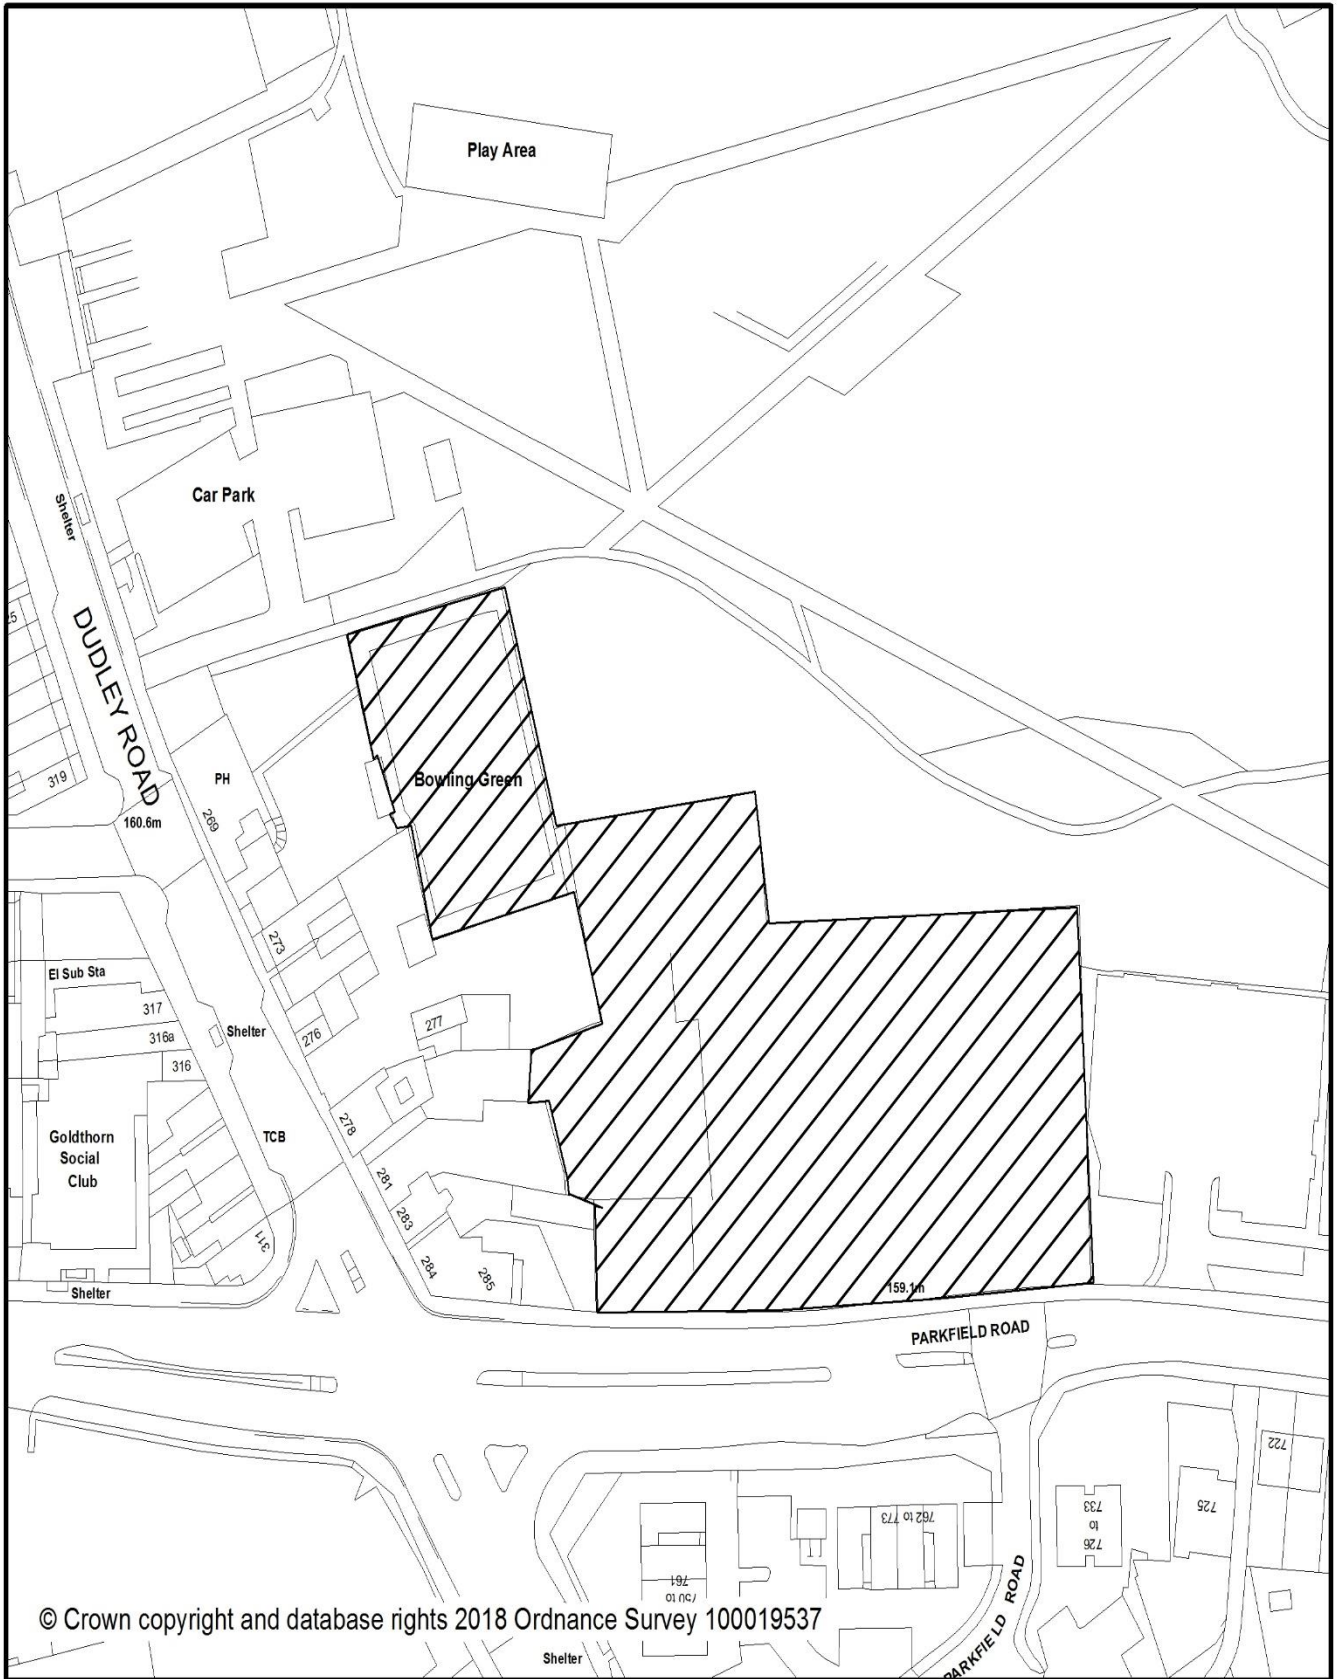 Play Area
Car Park
Shelter
DUDLEY ROAD
PH
Bowling Green
319
160.6m
269
273
El Sub Sta
317
316a
316
Shelter
276
277
278
TCB
Goldthorn
Social
Club
281
283
284
285
311
Shelter
159.1m
PARKFIELD ROAD
722
725
733
to
726
762 to 773
761
750 to
PARKFIELD ROAD
© Crown copyright and database rights 2018 Ordnance Survey 100019537
Shelter